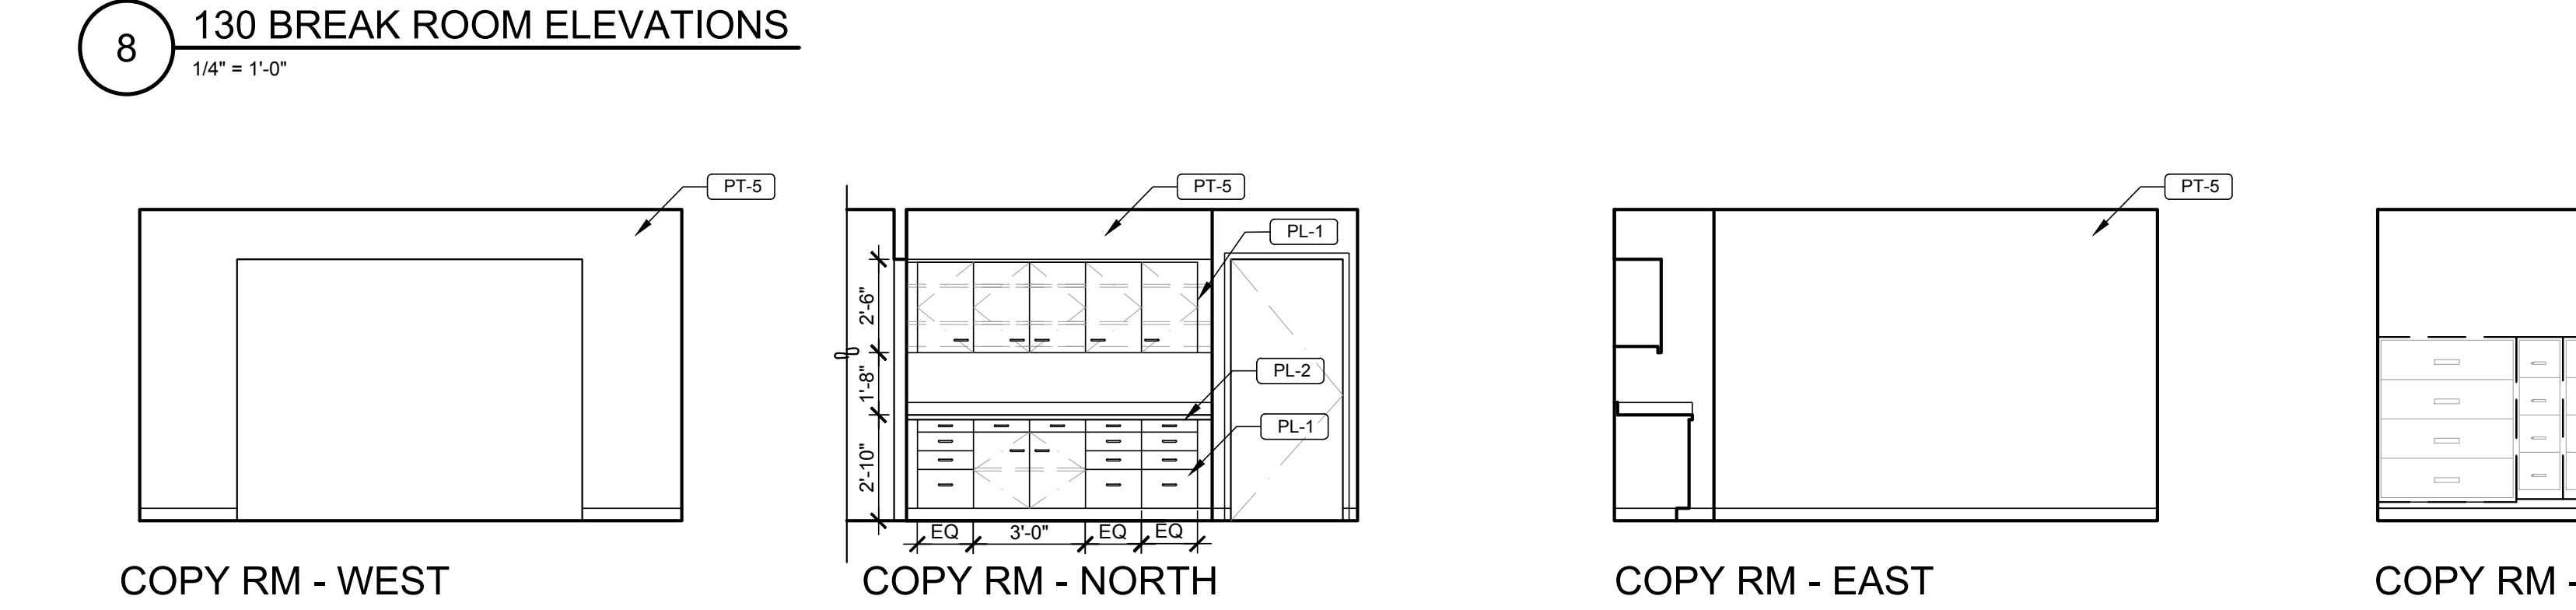 8
130 BREAK ROOM ELEVATIONS
1/4" = 1'-0"
PT-5
PT-5
PL-1
2'-6"
1'-8"
2'-10"
PL-2
PL-1
EQ
3'-0"
EQ
EQ
PT-5
COPY RM - WEST
COPY RM - NORTH
COPY RM - EAST
COPY RM -